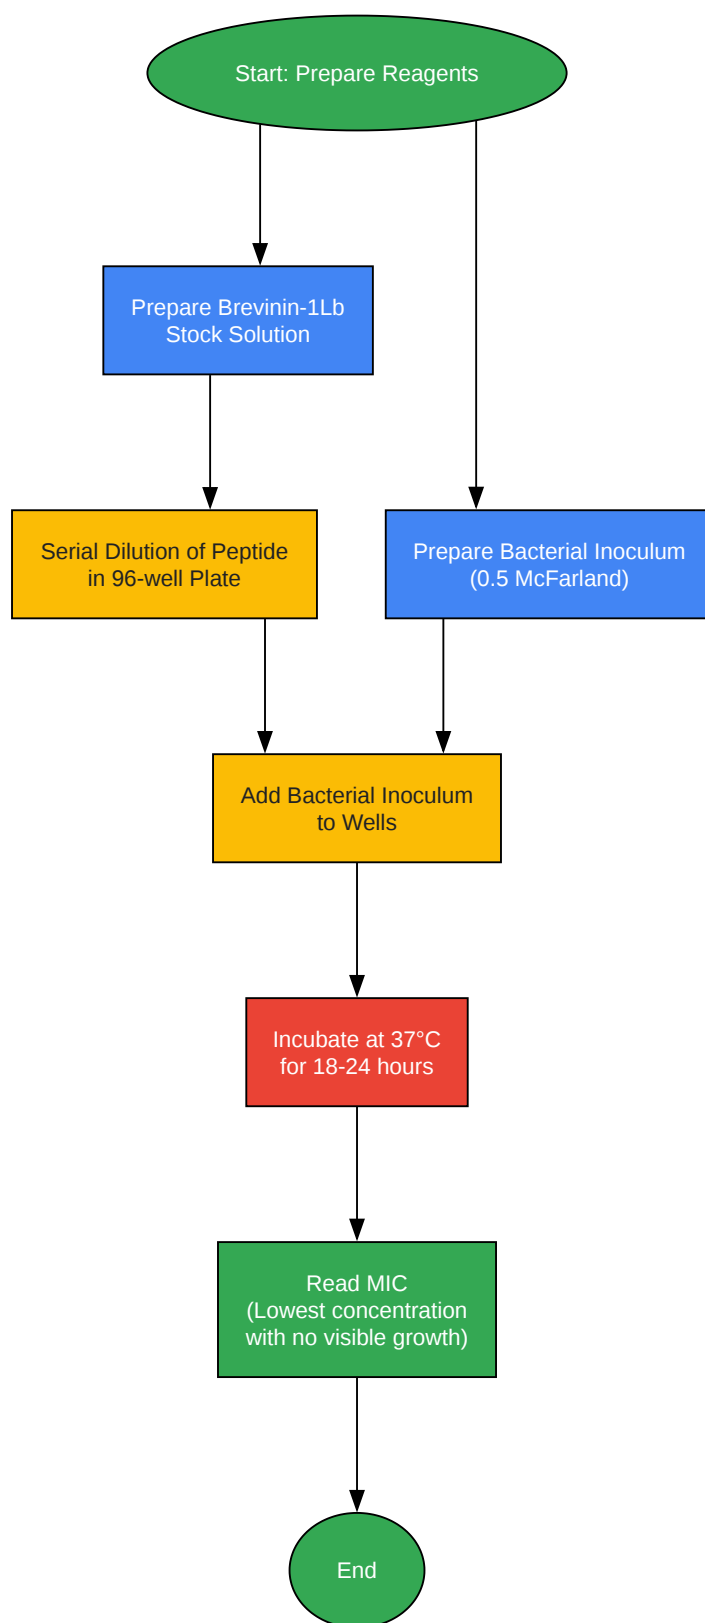 Start: Prepare Reagents
Prepare Brevinin-1Lb
Stock Solution
Serial Dilution of Peptide
in 96-well Plate
Prepare Bacterial Inoculum
(0.5 McFarland)
Add Bacterial Inoculum
to Wells
Incubate at 37°C
for 18-24 hours
Read MIC
(Lowest concentration
with no visible growth)
End